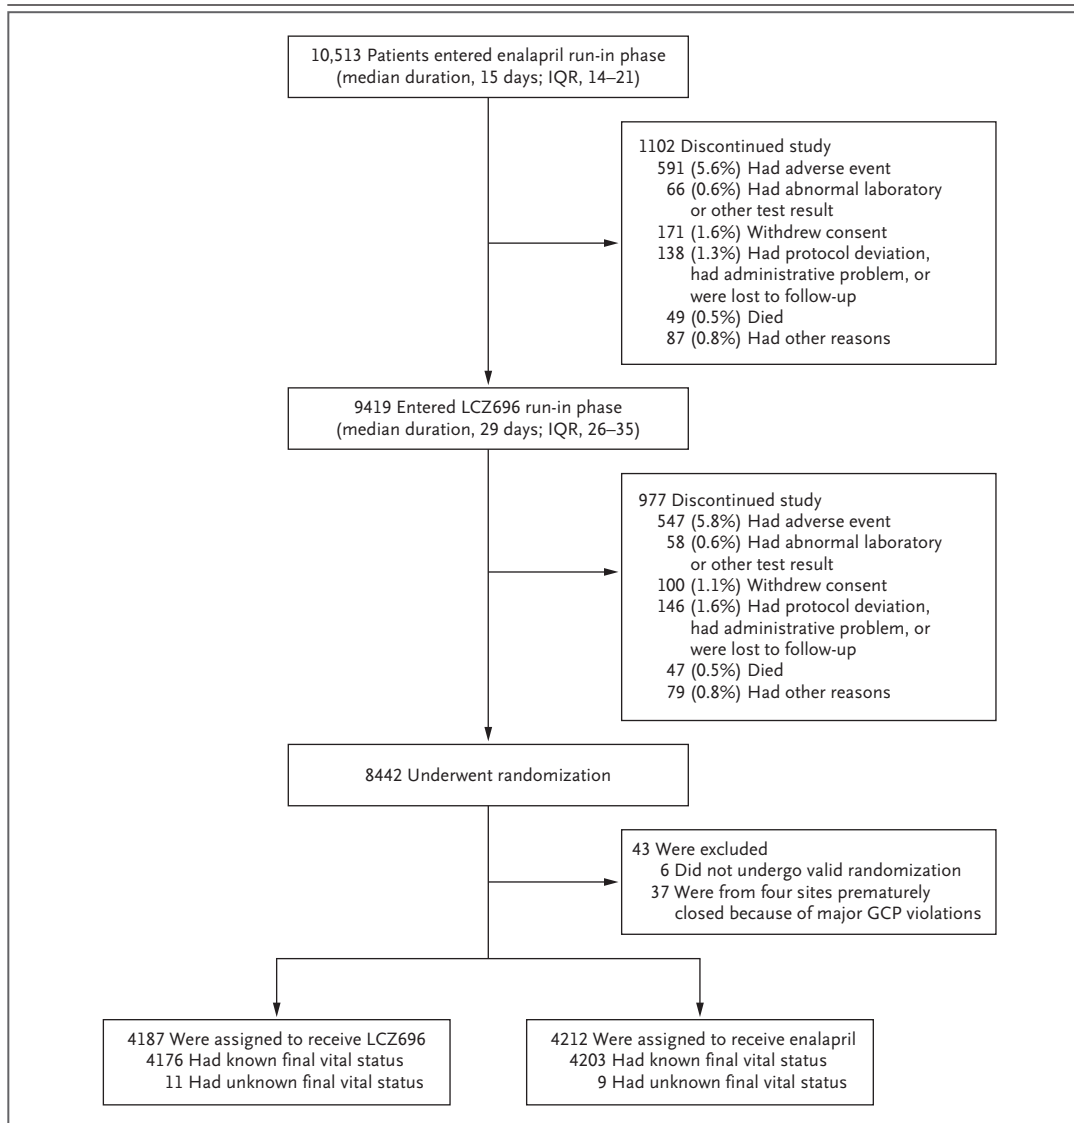 10,513 Patients entered enalapril run-in phase
(median duration, 15 days; IQR, 14–21)
1102 Discontinued study
591 (5.6%) Had adverse event
66 (0.6%) Had abnormal laboratory
or other test result
171 (1.6%) Withdrew consent
138 (1.3%) Had protocol deviation,
had administrative problem, or
were lost to follow-up
49 (0.5%) Died
87 (0.8%) Had other reasons
9419 Entered LCZ696 run-in phase
(median duration, 29 days; IQR, 26–35)
977 Discontinued study
547 (5.8%) Had adverse event
58 (0.6%) Had abnormal laboratory
or other test result
100 (1.1%) Withdrew consent
146 (1.6%) Had protocol deviation,
had administrative problem, or
were lost to follow-up
47 (0.5%) Died
79 (0.8%) Had other reasons
8442 Underwent randomization
43 Were excluded
6 Did not undergo valid randomization
37 Were from four sites prematurely
closed because of major GCP violations
4187 Were assigned to receive LCZ696
4176 Had known final vital status
11 Had unknown final vital status
4212 Were assigned to receive enalapril
4203 Had known final vital status
9 Had unknown final vital status